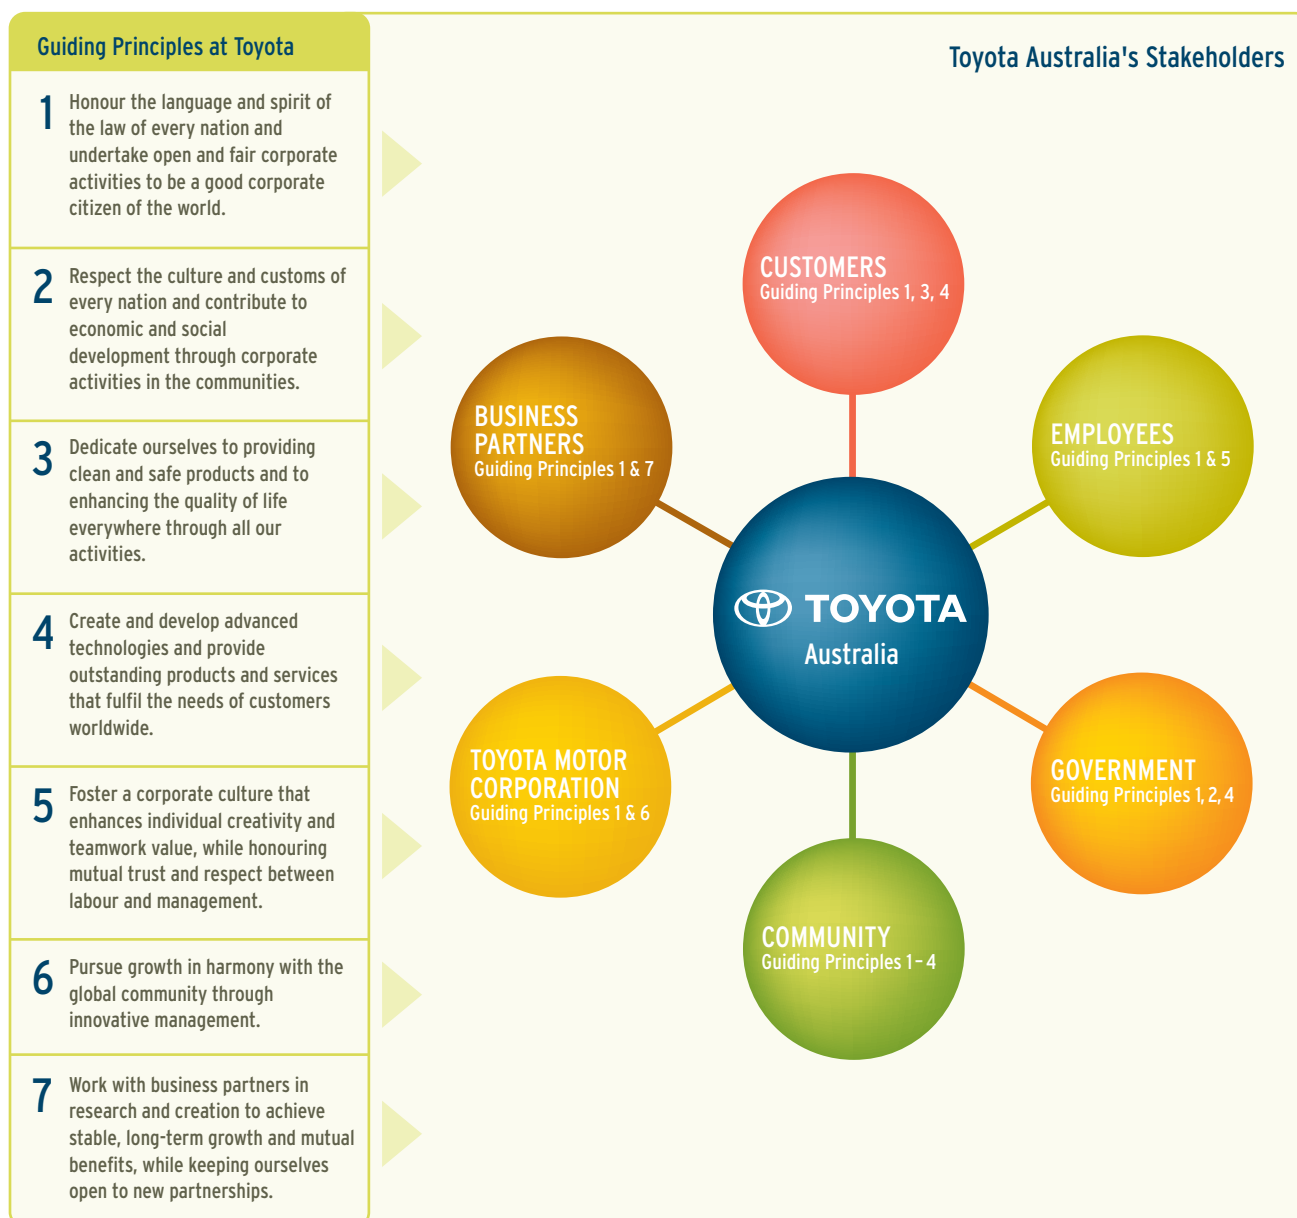 Guiding Principles at Toyota
1
Honour the language and spirit of
the law of every nation and
undertake open and fair corporate
activities to be a good corporate
citizen of the world.
2
Respect the culture and customs of
every nation and contribute to
economic and social
development through corporate
activities in the communities.
3
Dedicate ourselves to providing
clean and safe products and to
enhancing the quality of life
everywhere through all our
activities.
4
Create and develop advanced
technologies and provide
outstanding products and services
that fulfil the needs of customers
worldwide.
5
Foster a corporate culture that
enhances individual creativity and
teamwork value, while honouring
mutual trust and respect between
labour and management.
6
Pursue growth in harmony with the
global community through
innovative management.
7
Work with business partners in
research and creation to achieve
stable, long-term growth and mutual
benefits, while keeping ourselves
open to new partnerships.
Toyota Australia's Stakeholders
CUSTOMERS
Guiding Principles 1, 3, 4
BUSINESS
PARTNERS
Guiding Principles 1 & 7
EMPLOYEES
Guiding Principles 1 & 5
TOYOTA
Australia
TOYOTA MOTOR
CORPORATION
Guiding Principles 1 & 6
GOVERNMENT
Guiding Principles 1, 2, 4
COMMUNITY
Guiding Principles 1 – 4